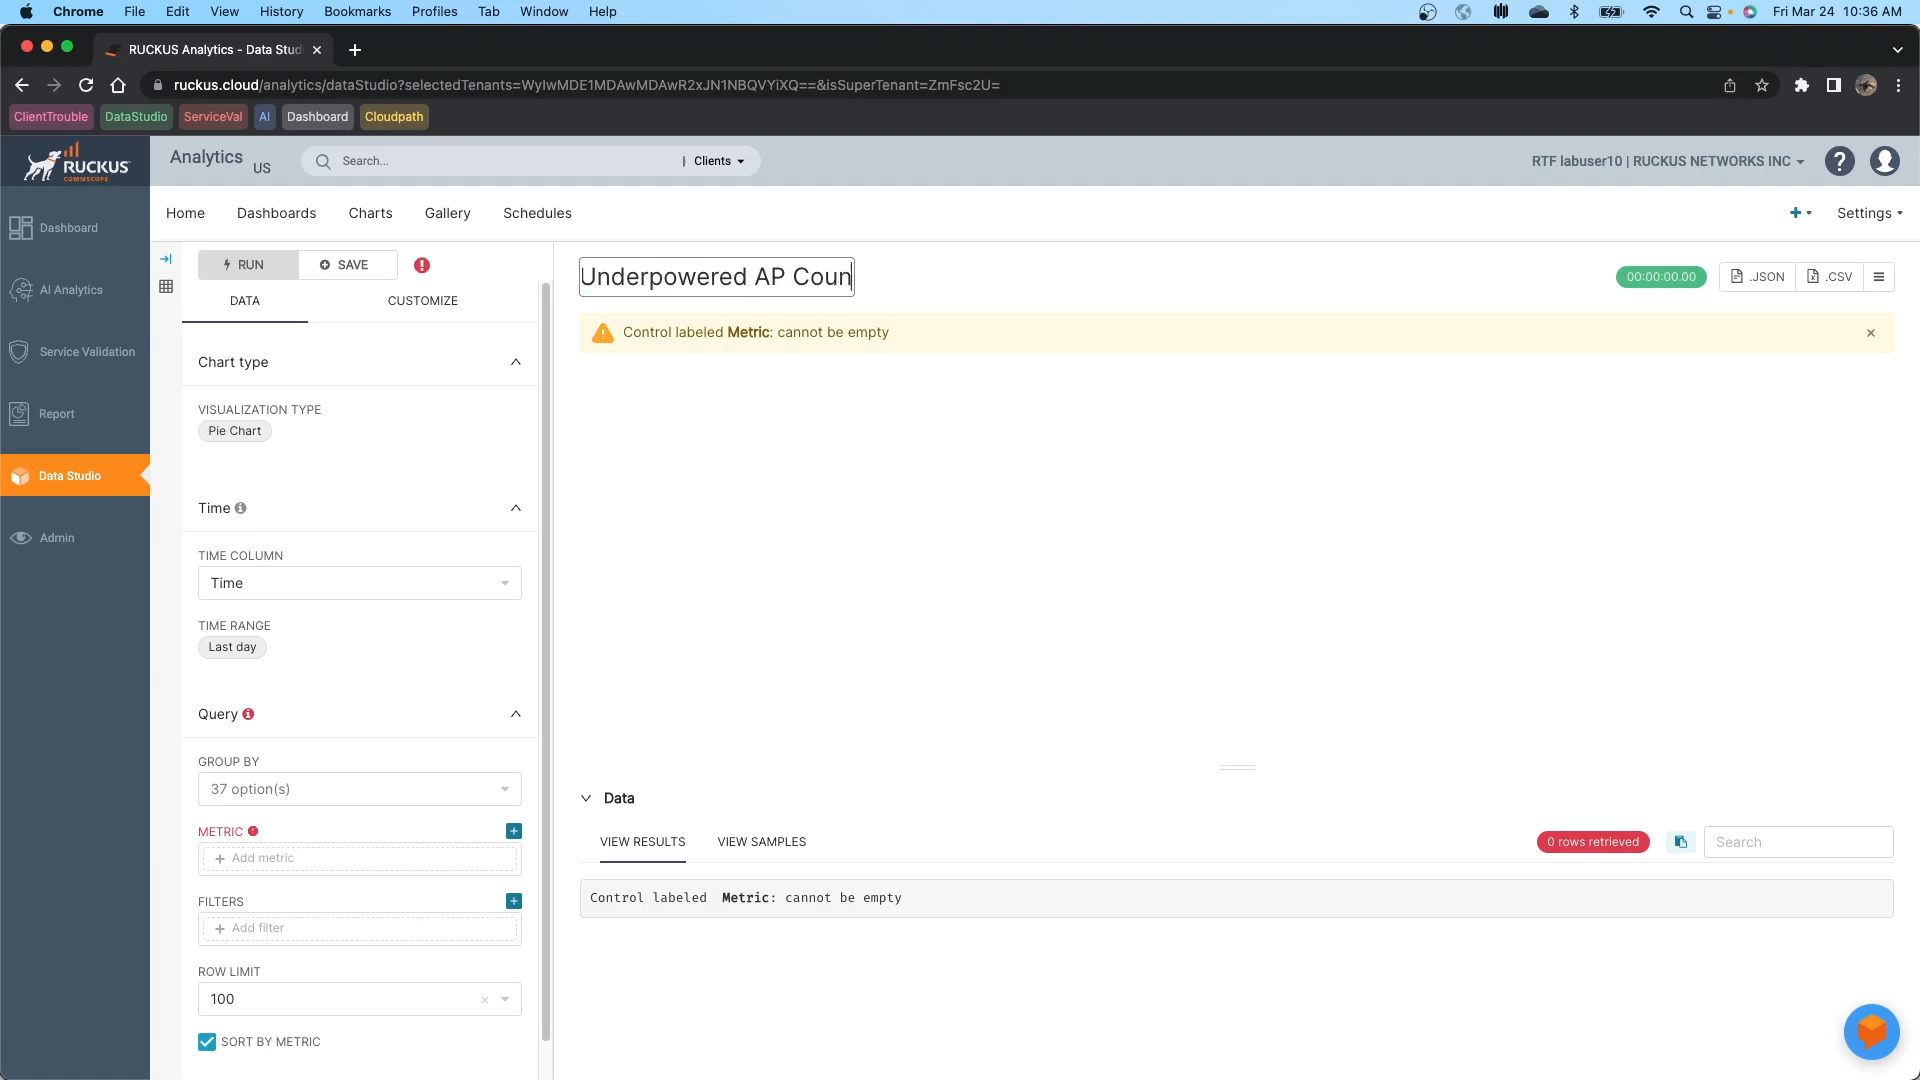 Chrome File Edit View History Bookmarks Profiles Tab Window Help Fri Mar 24 10:36 AM
RUCKUS Analytics - Data Stud
ruckus.cloud/analytics/dataStudio?selectedTenants=WyIwMDE1MDAwMDAwR2xJN1NBQVYiXQ==&isSuperTenant=ZmFsc2U=
ClientTrouble DataStudio ServiceVal AI Dashboard Cloudpath
RUCKUS
COMMSCOPE
Analytics US
Search... | Clients
RTF labuser10 | RUCKUS NETWORKS INC
Home Dashboards Charts Gallery Schedules
Settings
Dashboard
AI Analytics
Service Validation
Report
Data Studio
Admin
RUN SAVE
DATA CUSTOMIZE
Chart type
VISUALIZATION TYPE
Pie Chart
Time
TIME COLUMN
Time
TIME RANGE
Last day
Query
GROUP BY
37 option(s)
METRIC
Add metric
FILTERS
Add filter
ROW LIMIT
100
SORT BY METRIC
Underpowered AP Coun
00:00:00.00 .JSON .CSV
Control labeled Metric: cannot be empty
Data
VIEW RESULTS VIEW SAMPLES
0 rows retrieved
Search
Control labeled Metric: cannot be empty